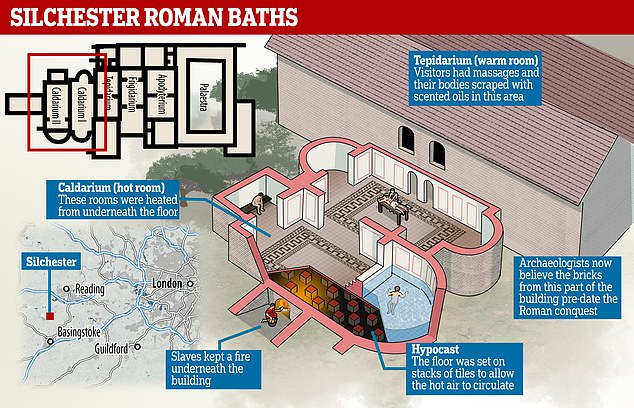 SILCHESTER ROMAN BATHS
Caldarium II
Caldarium I
Tepidarium
Frigidarium
Apodyterium
Palaestra
Tepidarium (warm room)
Visitors had massages and
their bodies scraped with
scented oils in this area
Caldarium (hot room)
These rooms were heated
from underneath the floor
Silchester
Reading
London
Basingstoke
Guildford
Slaves kept a fire
underneath the
building
Hypocast
The floor was set on
stacks of tiles to allow
the hot air to circulate
Archaeologists now
believe the bricks
from this part of the
building pre-date the
Roman conquest